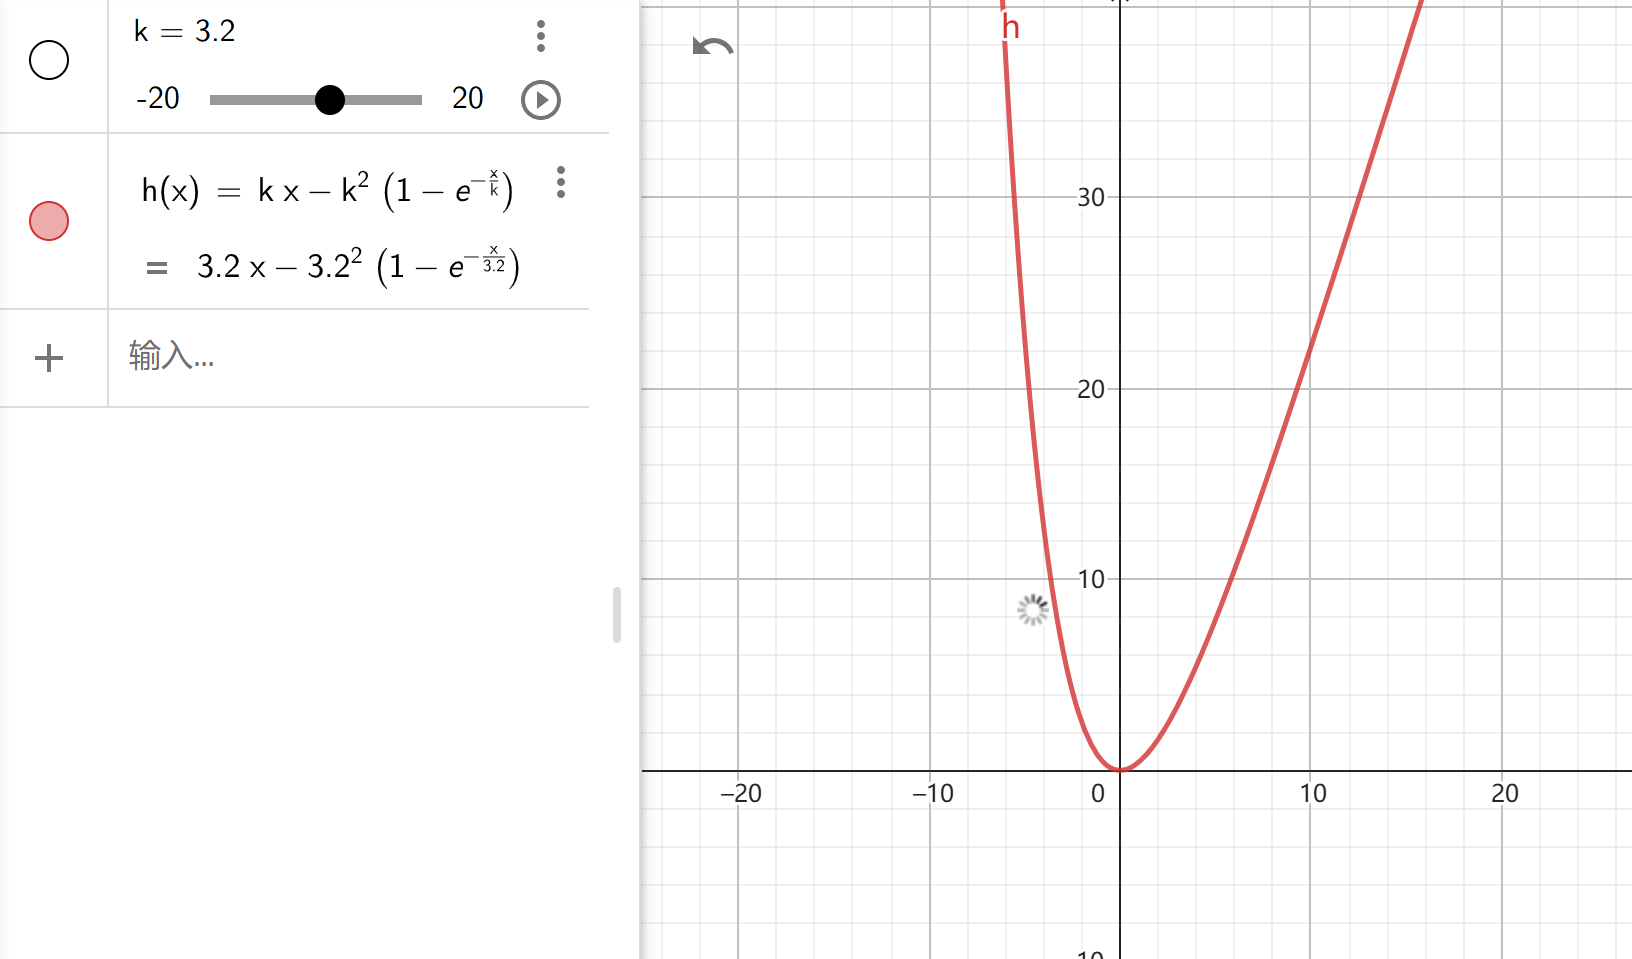 k = 3.2
-20 20
h(x) = k x − k² (1 − e^(−x/k))
= 3.2 x − 3.2² (1 − e^(−x/3.2))
输入...
h
30
20
10
−20 −10 0 10 20